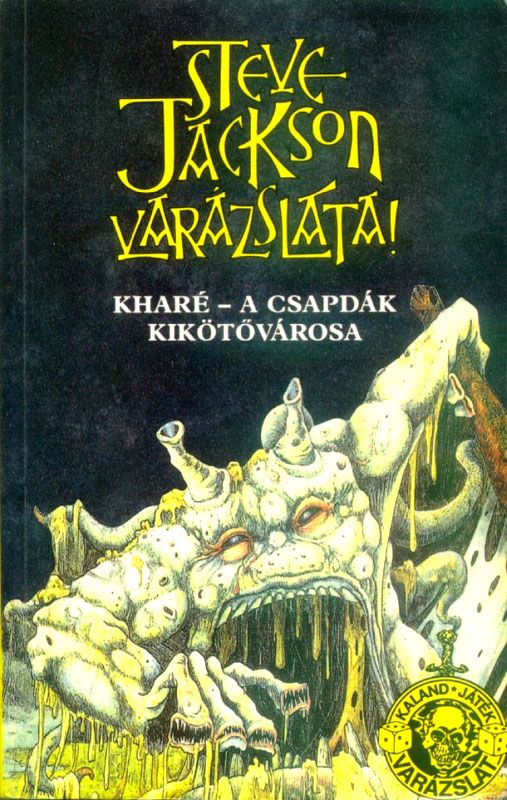 STEVE
JACKSON
VARÁZSLATA!
KHARÉ – A CSAPDÁK
KIKÖTŐVÁROSA
KALAND • JÁTÉK
VARÁZSLAT